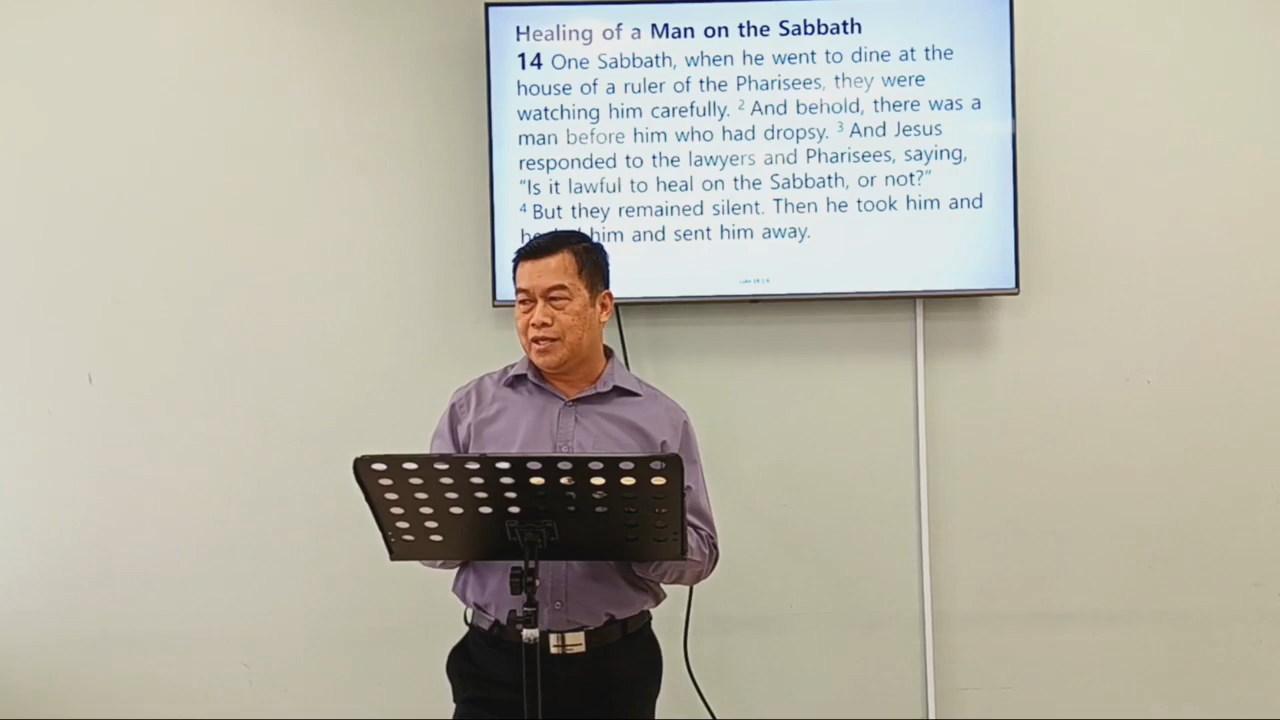 Healing of a Man on the Sabbath
14 One Sabbath, when he went to dine at the
house of a ruler of the Pharisees, they were
watching him carefully. 2 And behold, there was a
man before him who had dropsy. 3 And Jesus
responded to the lawyers and Pharisees, saying,
“Is it lawful to heal on the Sabbath, or not?”
4 But they remained silent. Then he took him and
him and sent him away.